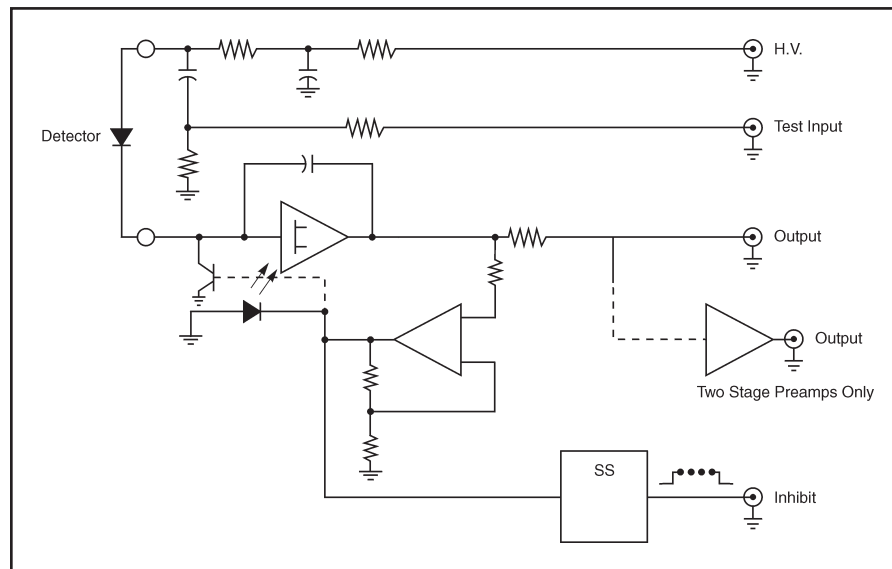 H.V.
Detector
Test Input
Output
Output
Two Stage Preamps Only
SS
Inhibit